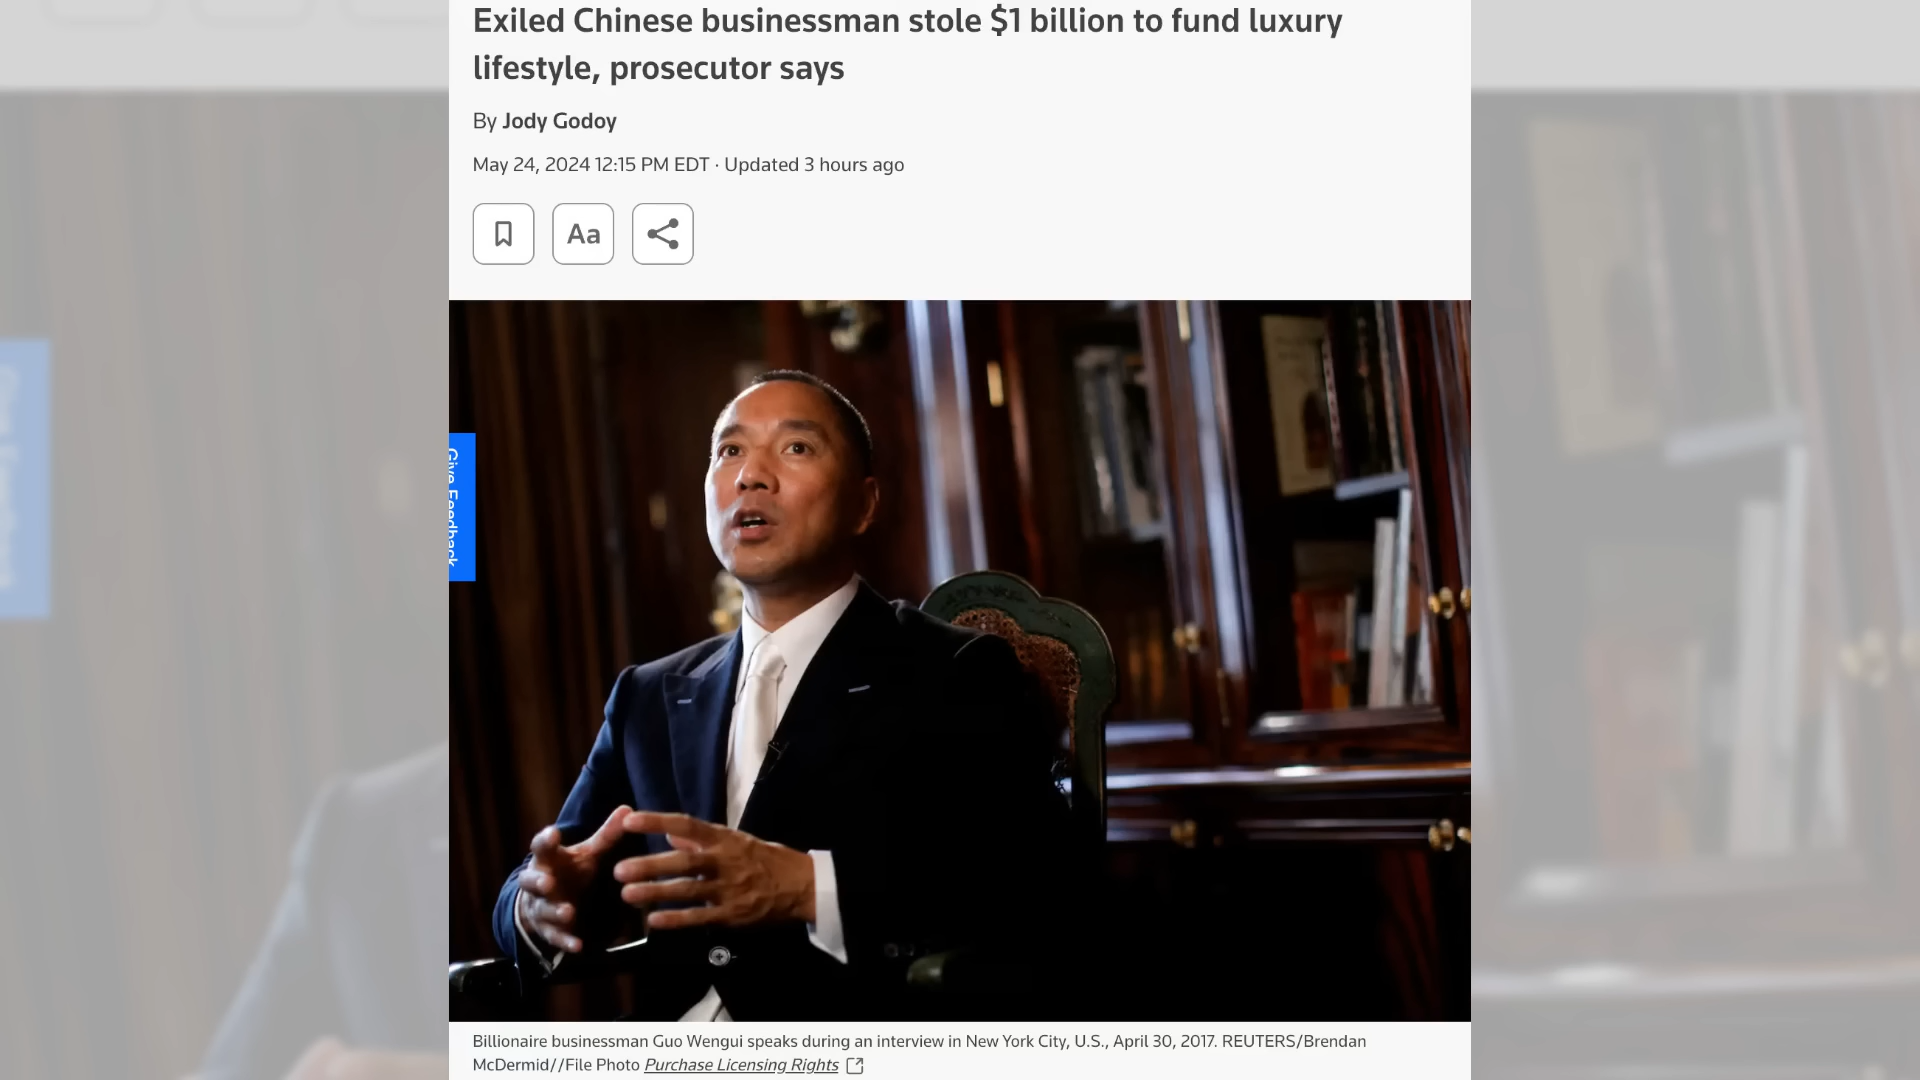 Exiled Chinese businessman stole $1 billion to fund luxury
lifestyle, prosecutor says
By Jody Godoy
May 24, 2024 12:15 PM EDT · Updated 3 hours ago
Aa
Give Feedback
Billionaire businessman Guo Wengui speaks during an interview in New York City, U.S., April 30, 2017. REUTERS/Brendan
McDermid//File Photo Purchase Licensing Rights